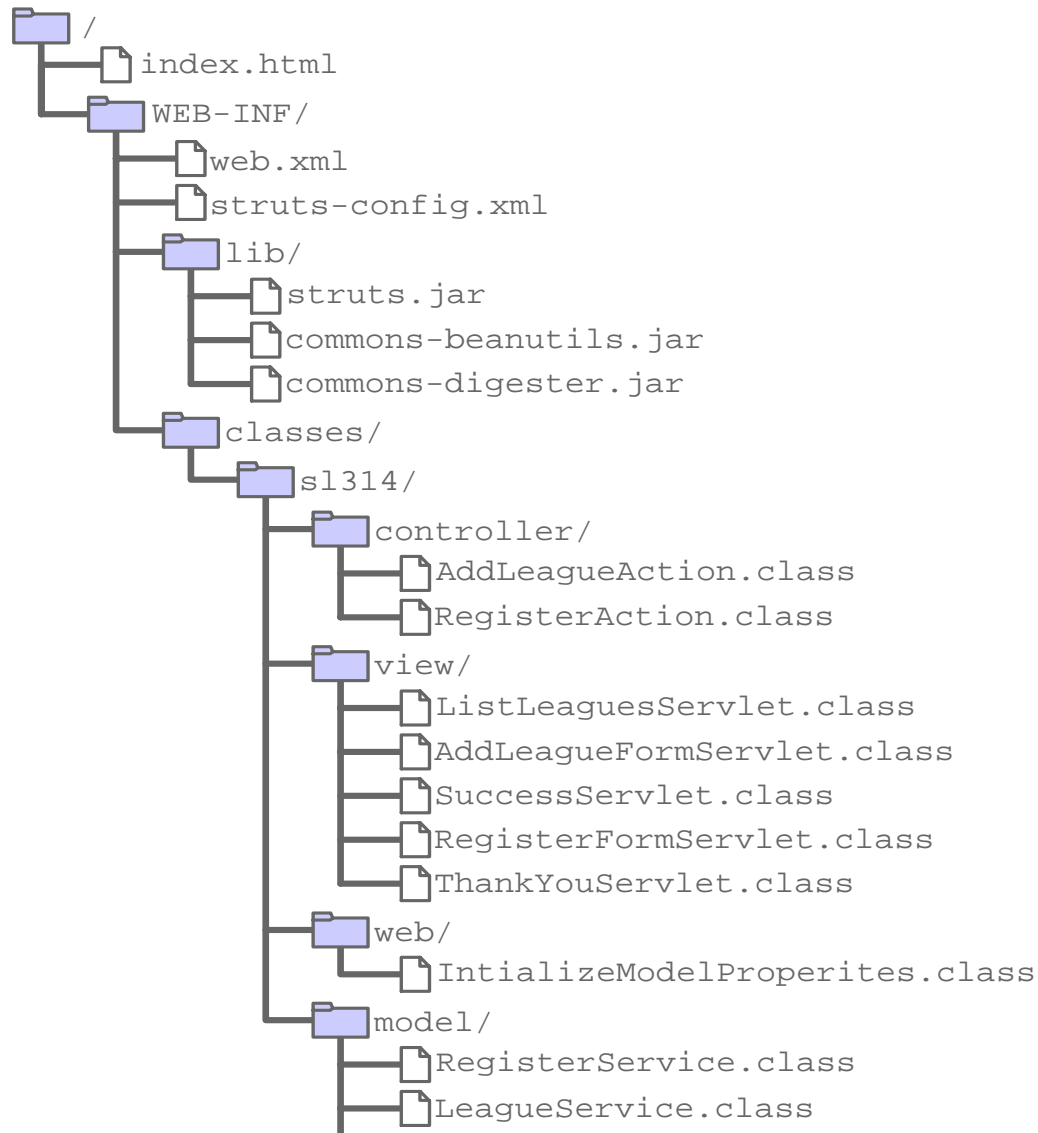 /
index.html
WEB-INF/
web.xml
struts-config.xml
lib/
struts.jar
commons-beanutils.jar
commons-digester.jar
classes/
sl314/
controller/
AddLeagueAction.class
RegisterAction.class
view/
ListLeaguesServlet.class
AddLeagueFormServlet.class
SuccessServlet.class
RegisterFormServlet.class
ThankYouServlet.class
web/
IntializeModelProperites.class
model/
RegisterService.class
LeagueService.class